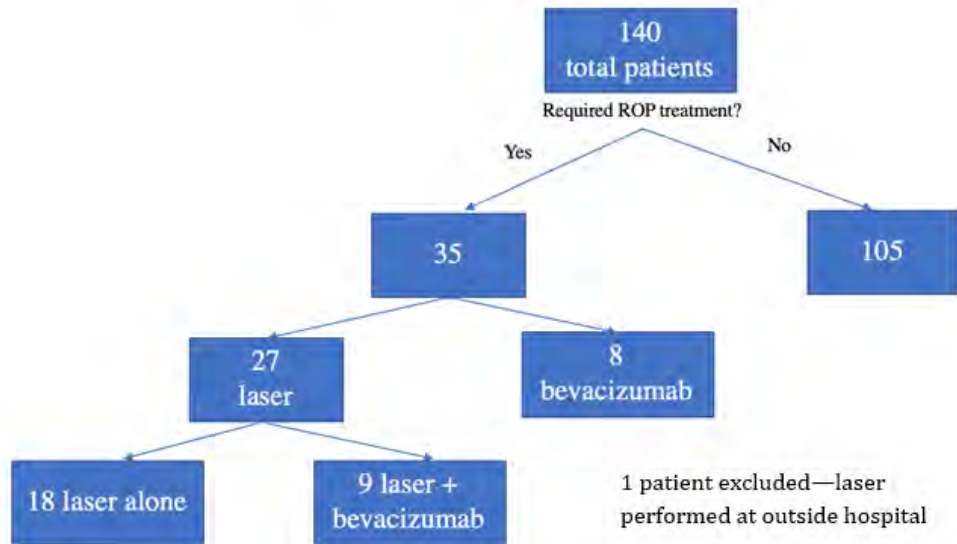 140
total patients
Required ROP treatment?
Yes
No
35
105
27
laser
8
bevacizumab
18 laser alone
9 laser +
bevacizumab
1 patient excluded—laser
performed at outside hospital